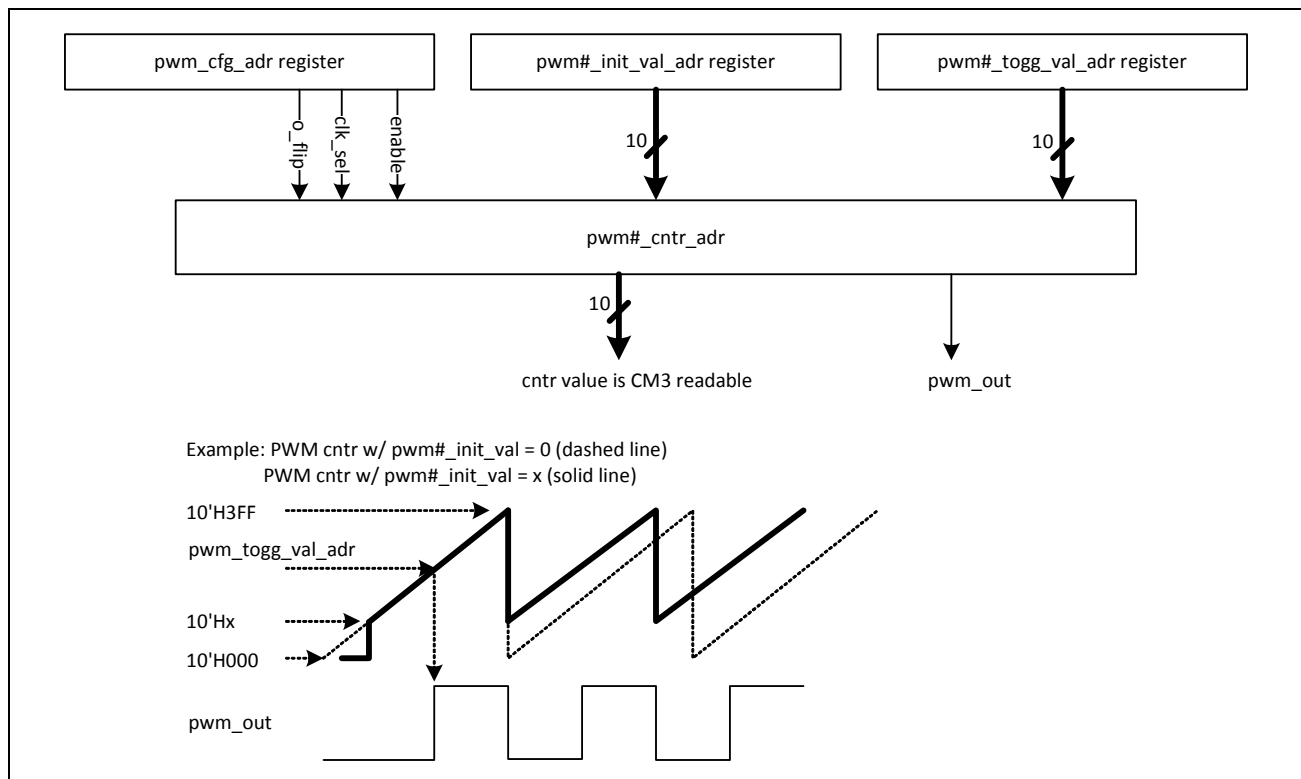 pwm_cfg_adr register
pwm#_init_val_adr register
pwm#_togg_val_adr register
o_flip
clk_sel
enable
10
10
pwm#_cntr_adr
10
cntr value is CM3 readable
pwm_out
Example: PWM cntr w/ pwm#_init_val = 0 (dashed line)
PWM cntr w/ pwm#_init_val = x (solid line)
10'H3FF
pwm_togg_val_adr
10'Hx
10'H000
pwm_out